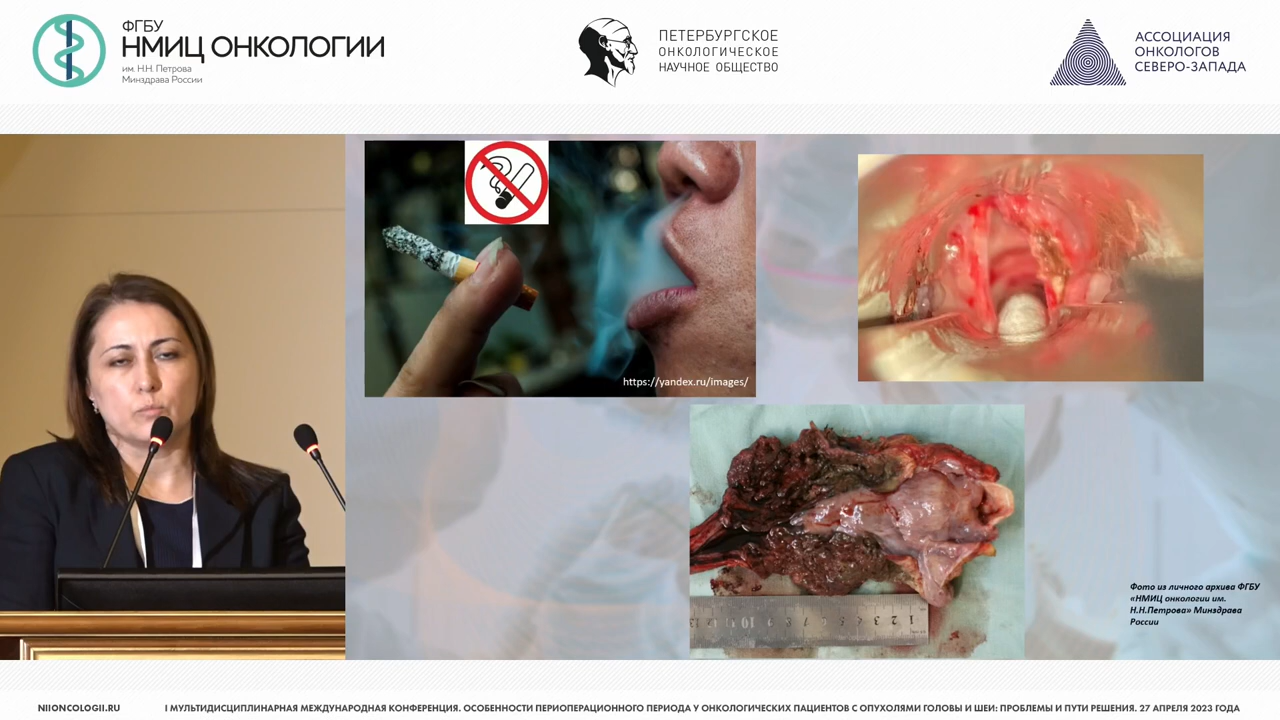 ФГБУ
НМИЦ ОНКОЛОГИИ
им. Н.Н. Петрова
Минздрава России
ПЕТЕРБУРГСКОЕ
ОНКОЛОГИЧЕСКОЕ
НАУЧНОЕ ОБЩЕСТВО
АССОЦИАЦИЯ
ОНКОЛОГОВ
СЕВЕРО-ЗАПАДА
https://yandex.ru/images/
Фото из личного архива ФГБУ
«НМИЦ онкологии им.
Н.Н.Петрова» Минздрава
России
NIIONCOLOGII.RU
I МУЛЬТИДИСЦИПЛИНАРНАЯ МЕЖДУНАРОДНАЯ КОНФЕРЕНЦИЯ. ОСОБЕННОСТИ ПЕРИОПЕРАЦИОННОГО ПЕРИОДА У ОНКОЛОГИЧЕСКИХ ПАЦИЕНТОВ С ОПУХОЛЯМИ ГОЛОВЫ И ШЕИ: ПРОБЛЕМЫ И ПУТИ РЕШЕНИЯ. 27 АПРЕЛЯ 2023 ГОДА